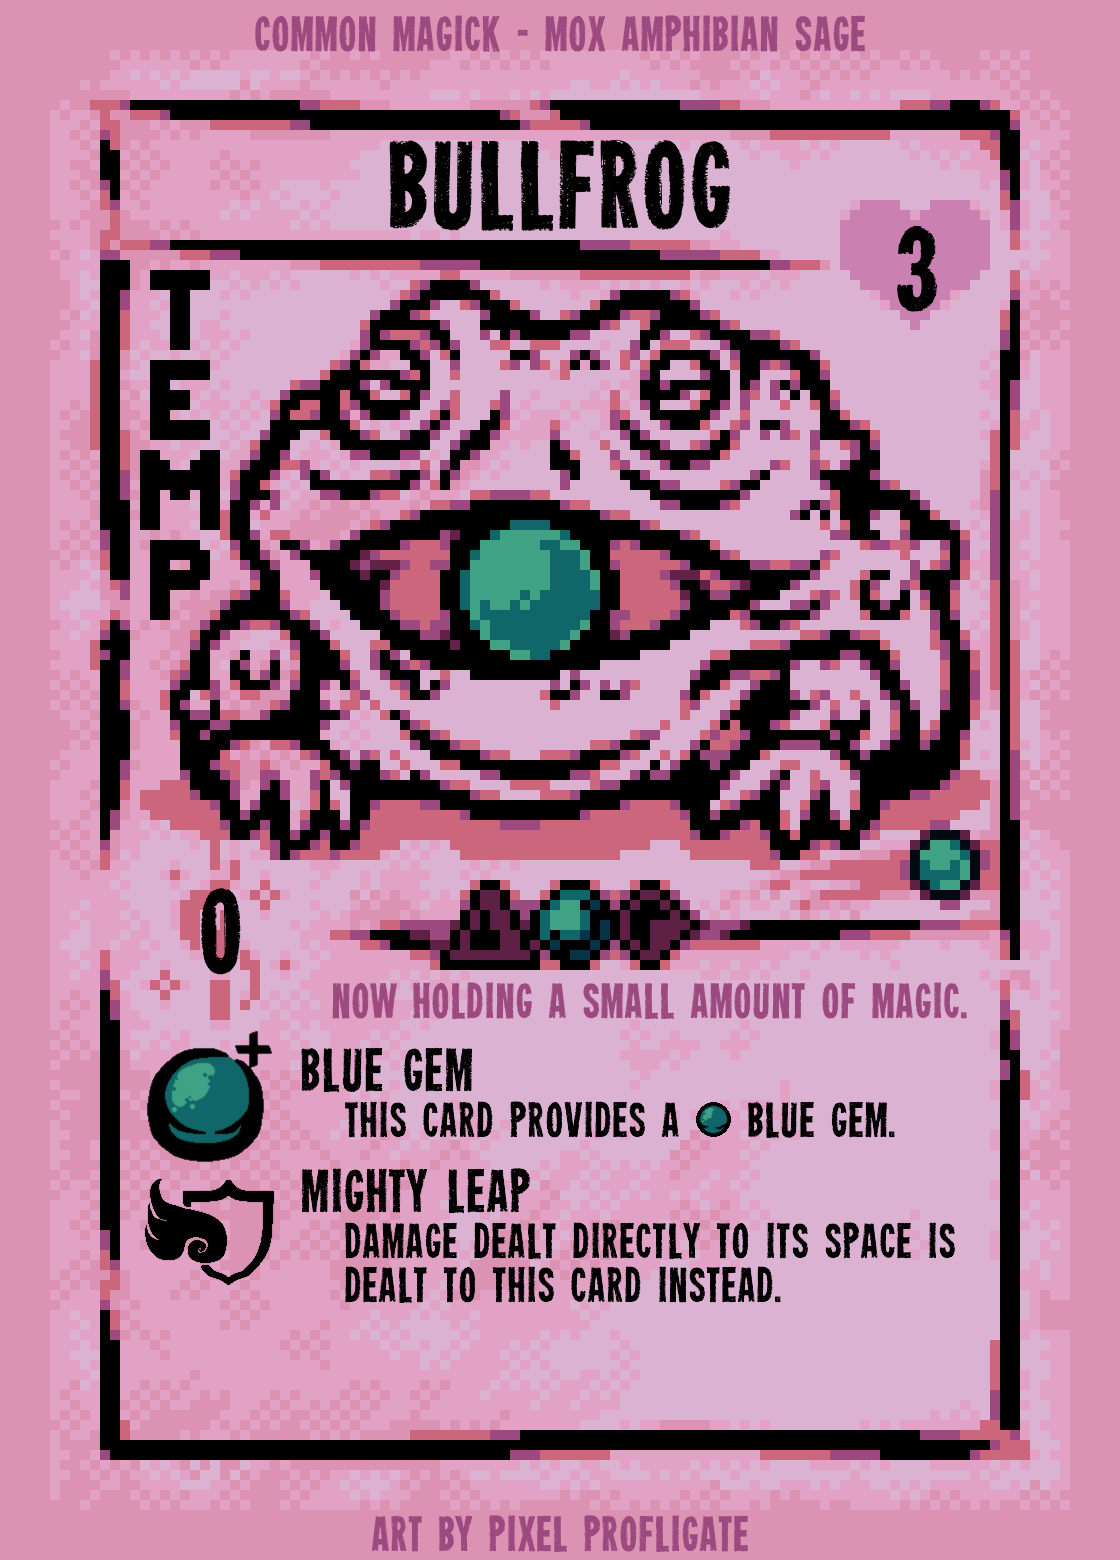 COMMON MAGICK - MOX AMPHIBIAN SAGE
BULLFROG
3
TEMP
0
NOW HOLDING A SMALL AMOUNT OF MAGIC.
BLUE GEM
THIS CARD PROVIDES A BLUE GEM.
MIGHTY LEAP
DAMAGE DEALT DIRECTLY TO ITS SPACE IS
DEALT TO THIS CARD INSTEAD.
ART BY PIXEL PROFLIGATE